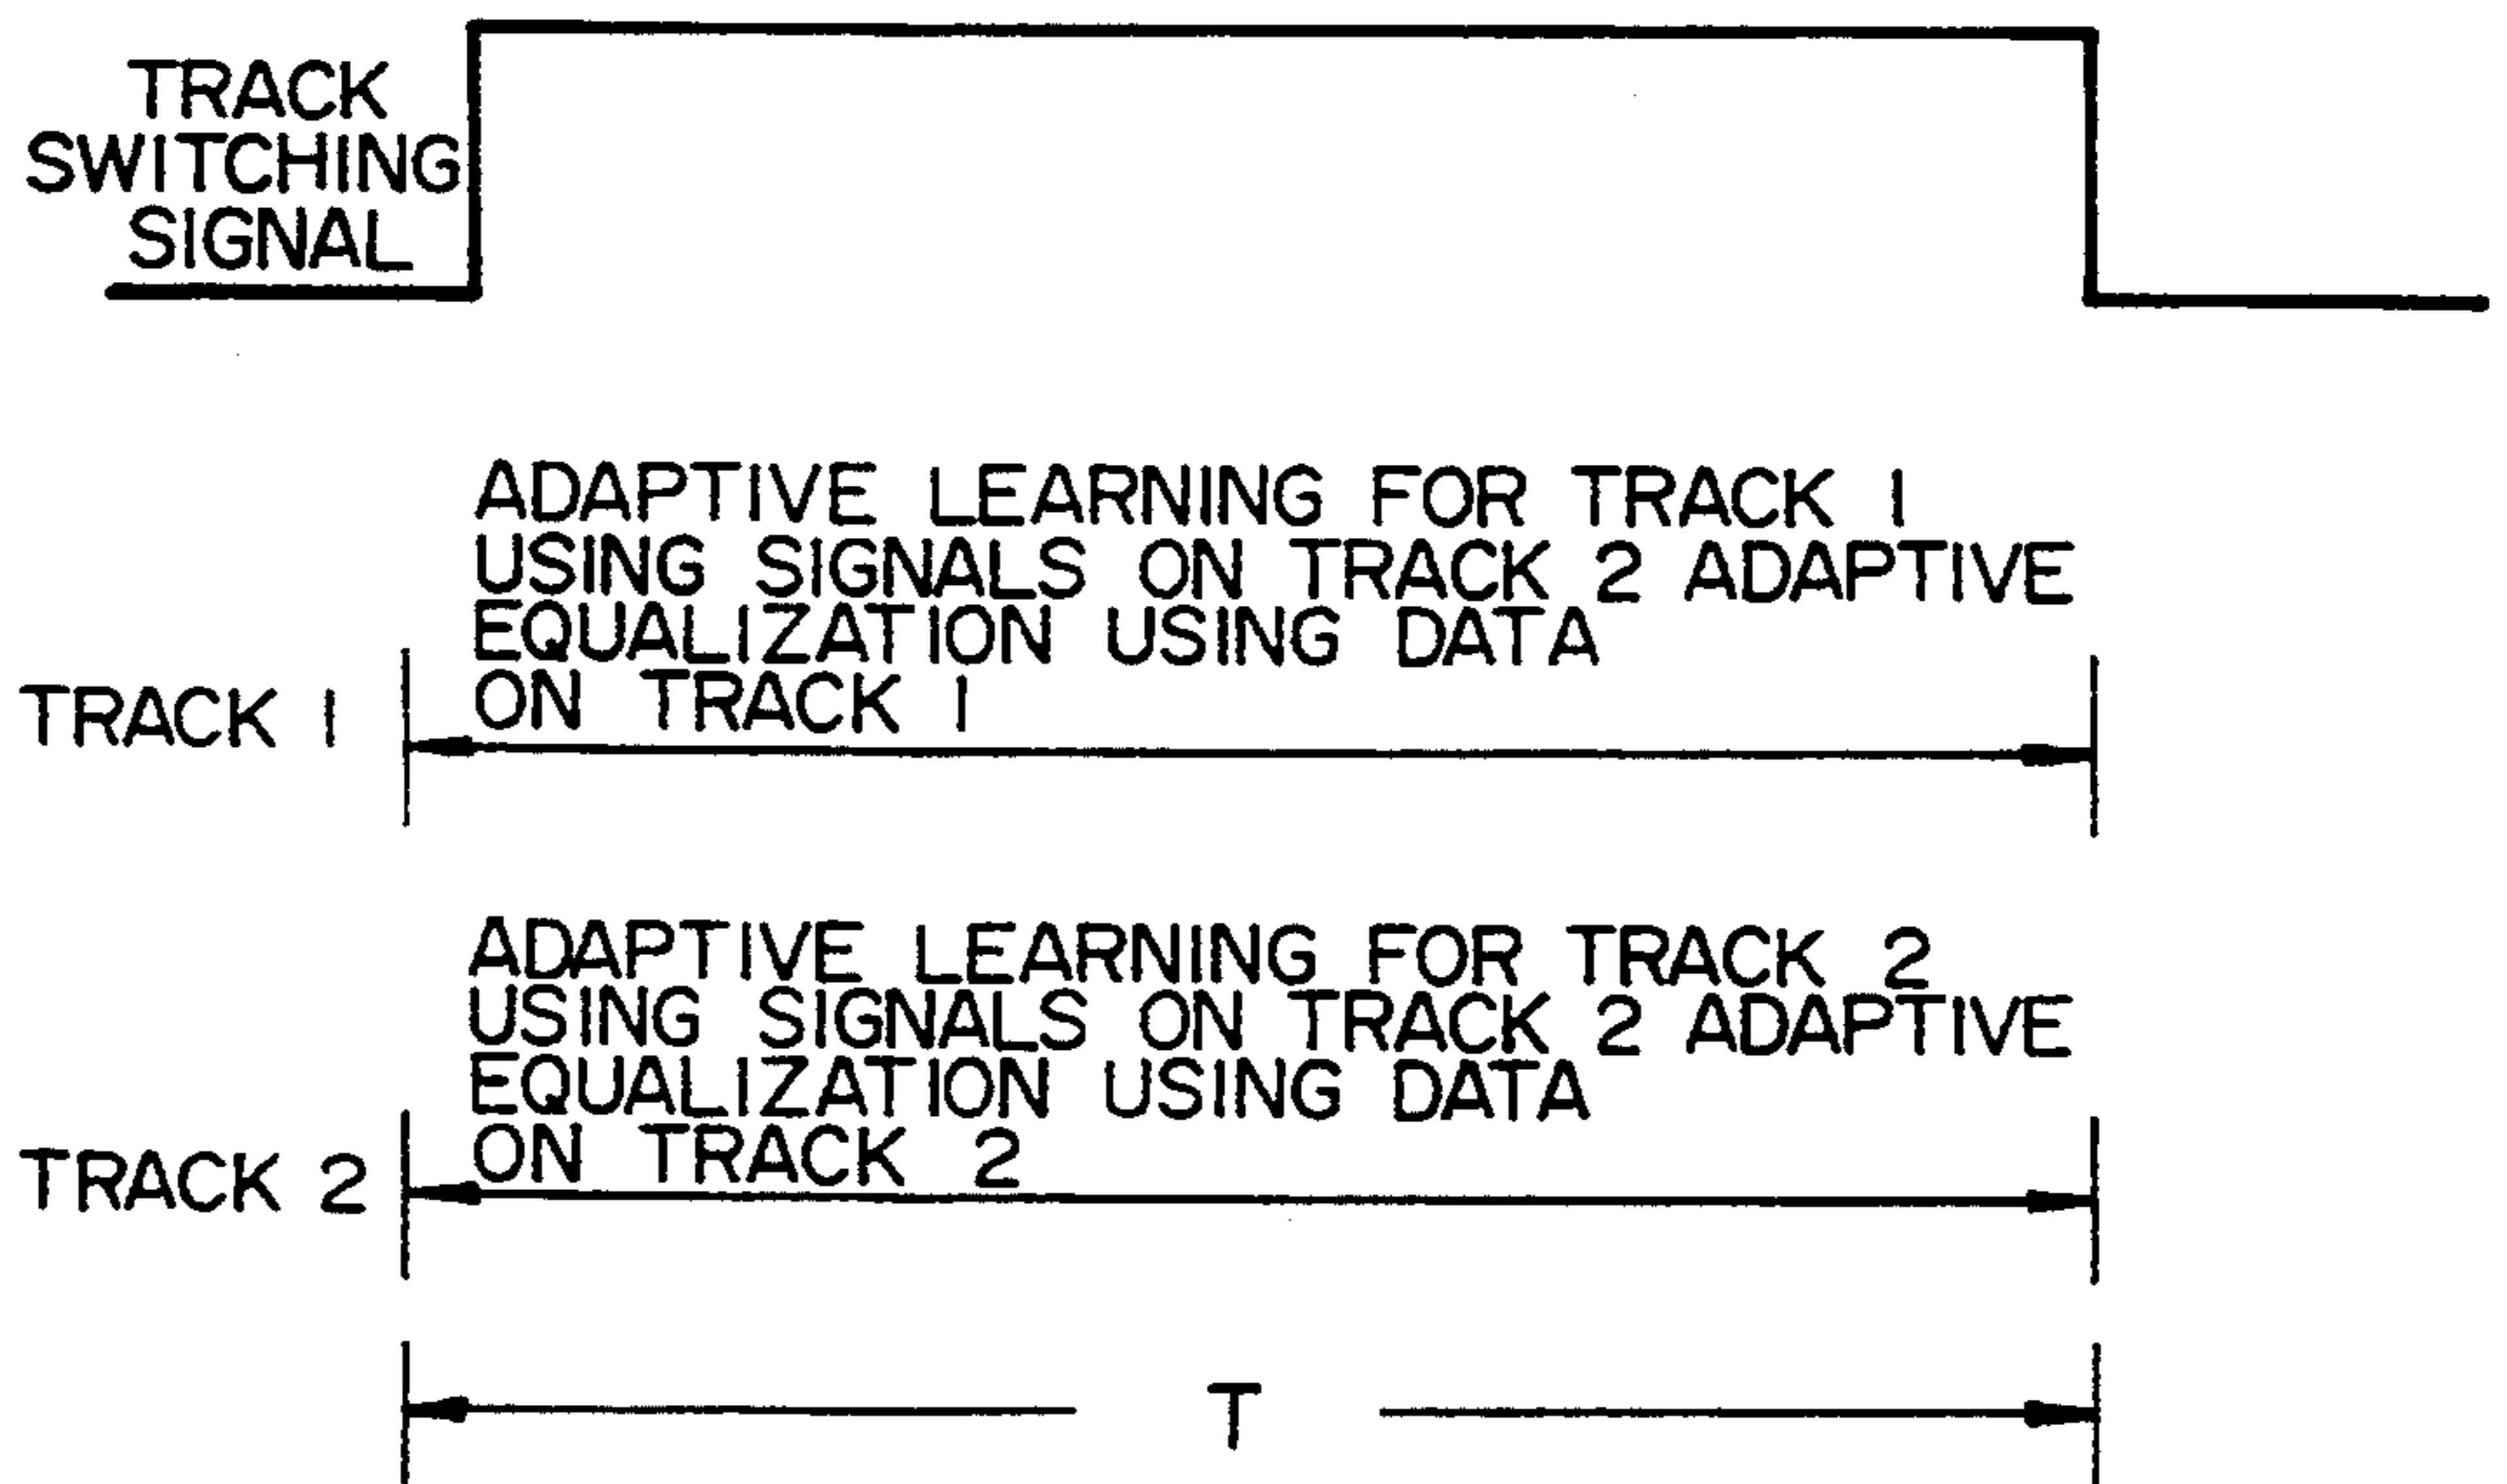 TRACK
SWITCHING
SIGNAL
ADAPTIVE LEARNING FOR TRACK 1
USING SIGNALS ON TRACK 2 ADAPTIVE
EQUALIZATION USING DATA
ON TRACK 1
TRACK 1
ADAPTIVE LEARNING FOR TRACK 2
USING SIGNALS ON TRACK 2 ADAPTIVE
EQUALIZATION USING DATA
ON TRACK 2
TRACK 2
T